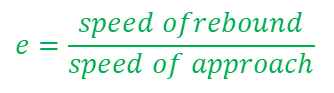 e = speed ofrebound / speed of approach